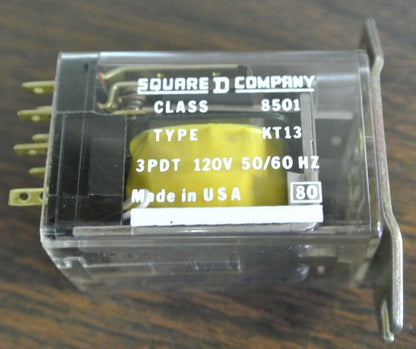 SQUARE D COMPANY
CLASS 8501
TYPE KT13
3PDT 120V 50/60 HZ
Made in USA 80